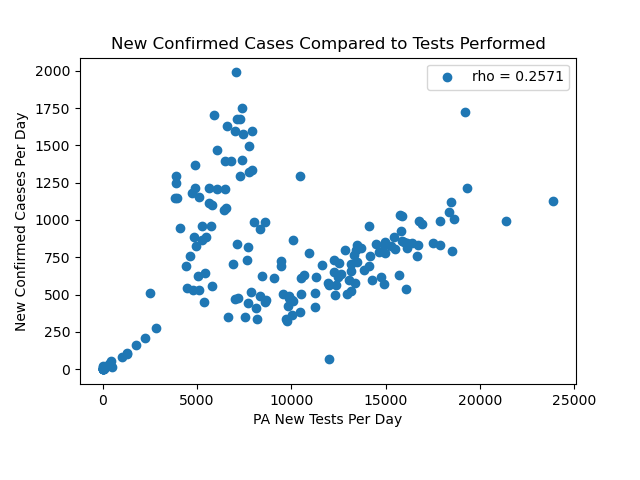 New Confirmed Cases Compared to Tests Performed
rho = 0.2571
New Confirmed Caeses Per Day
2000
1750
1500
1250
1000
750
500
250
0
0 5000 10000 15000 20000 25000
PA New Tests Per Day